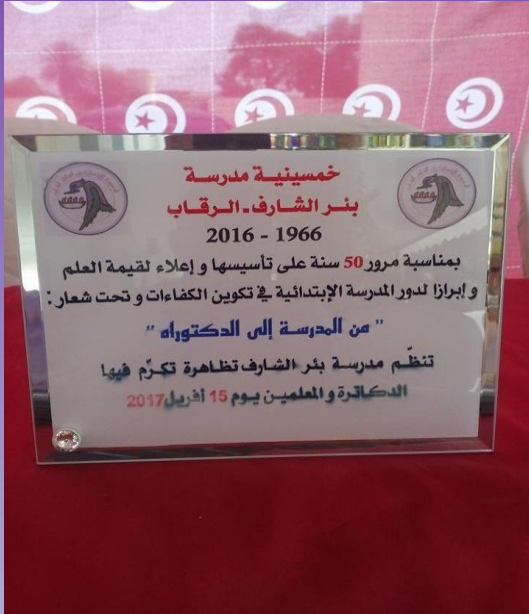 خمسينية مدرسة
بئر الشارف - الرقاب
1966 - 2016
بمناسبة مرور 50 سنة على تأسيسها و إعلاء لقيمة العلم
و إبرازا لدور المدرسة الإبتدائية في تكوين الكفاءات و تحت شعار :
" من المدرسة إلى الدكتوراه "
تنظّم مدرسة بئر الشارف تظاهرة تكرّم فيها
الدكاترة و المعلمين يوم 15 أفريل 2017